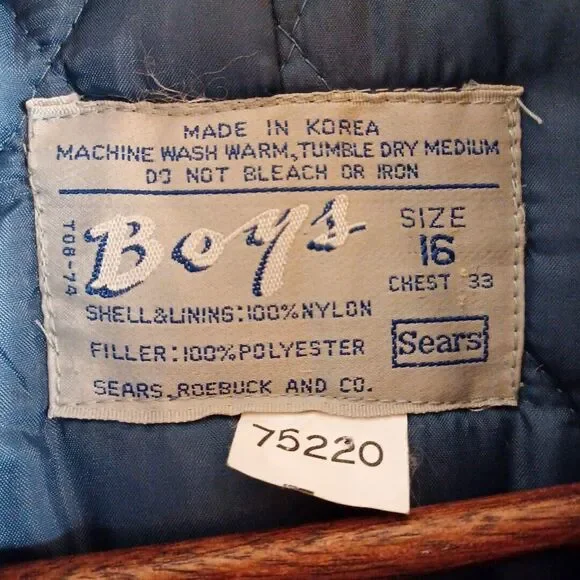 MADE IN KOREA
MACHINE WASH WARM, TUMBLE DRY MEDIUM
DO NOT BLEACH OR IRON
T08-74
Boys
SIZE
16
CHEST 33
SHELL&LINING:100%NYLON
FILLER:100%POLYESTER
Sears
SEARS, ROEBUCK AND CO.
75220